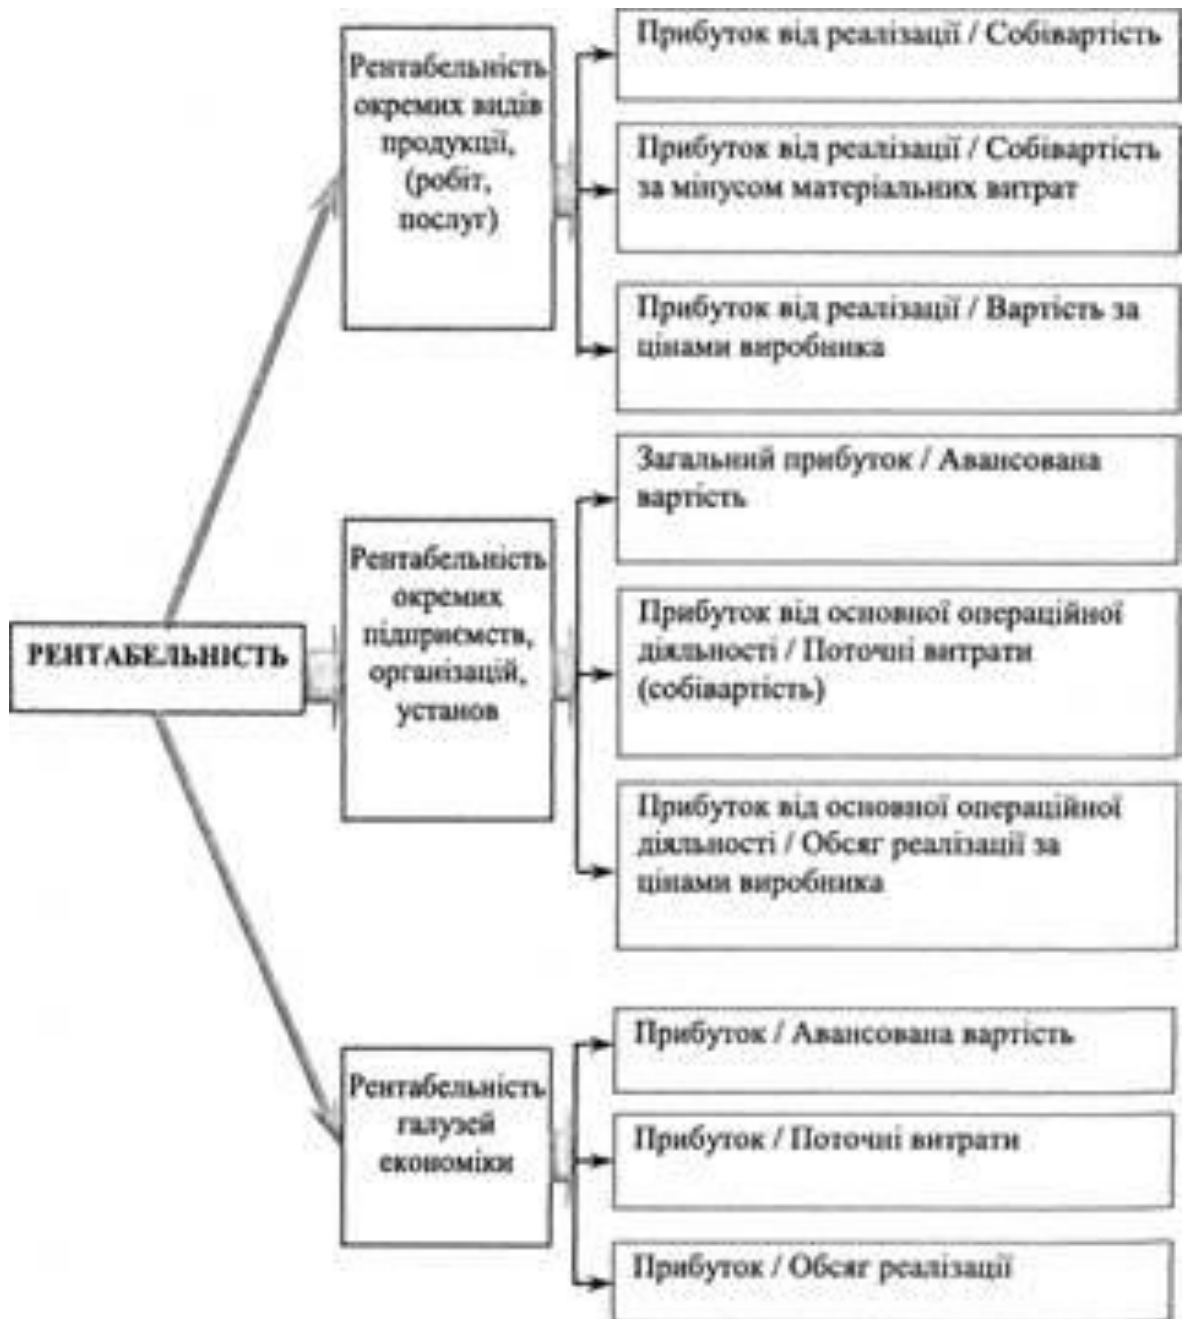 РЕНТАБЕЛЬНІСТЬ
Рентабельність
окремих видів
продукції,
(робіт,
послуг)
Прибуток від реалізації / Собівартість
Прибуток від реалізації / Собівартість
за мінусом матеріальних витрат
Прибуток від реалізації / Вартість за
цінами виробника
Рентабельність
окремих
підприємств,
організацій,
установ
Загальний прибуток / Авансована
вартість
Прибуток від основної операційної
діяльності / Поточні витрати
(собівартість)
Прибуток від основної операційної
діяльності / Обсяг реалізації за
цінами виробника
Рентабельність
галузей
економіки
Прибуток / Авансована вартість
Прибуток / Поточні витрати
Прибуток / Обсяг реалізації